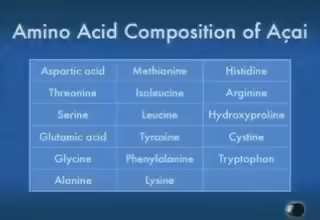 Amino Acid Composition of Açai
Aspartic acid Methionine Histidine
Threonine Isoleucine Arginine
Serine Leucine Hydroxyproline
Glutamic acid Tyrosine Cystine
Glycine Phenylalanine Tryptophan
Alanine Lysine